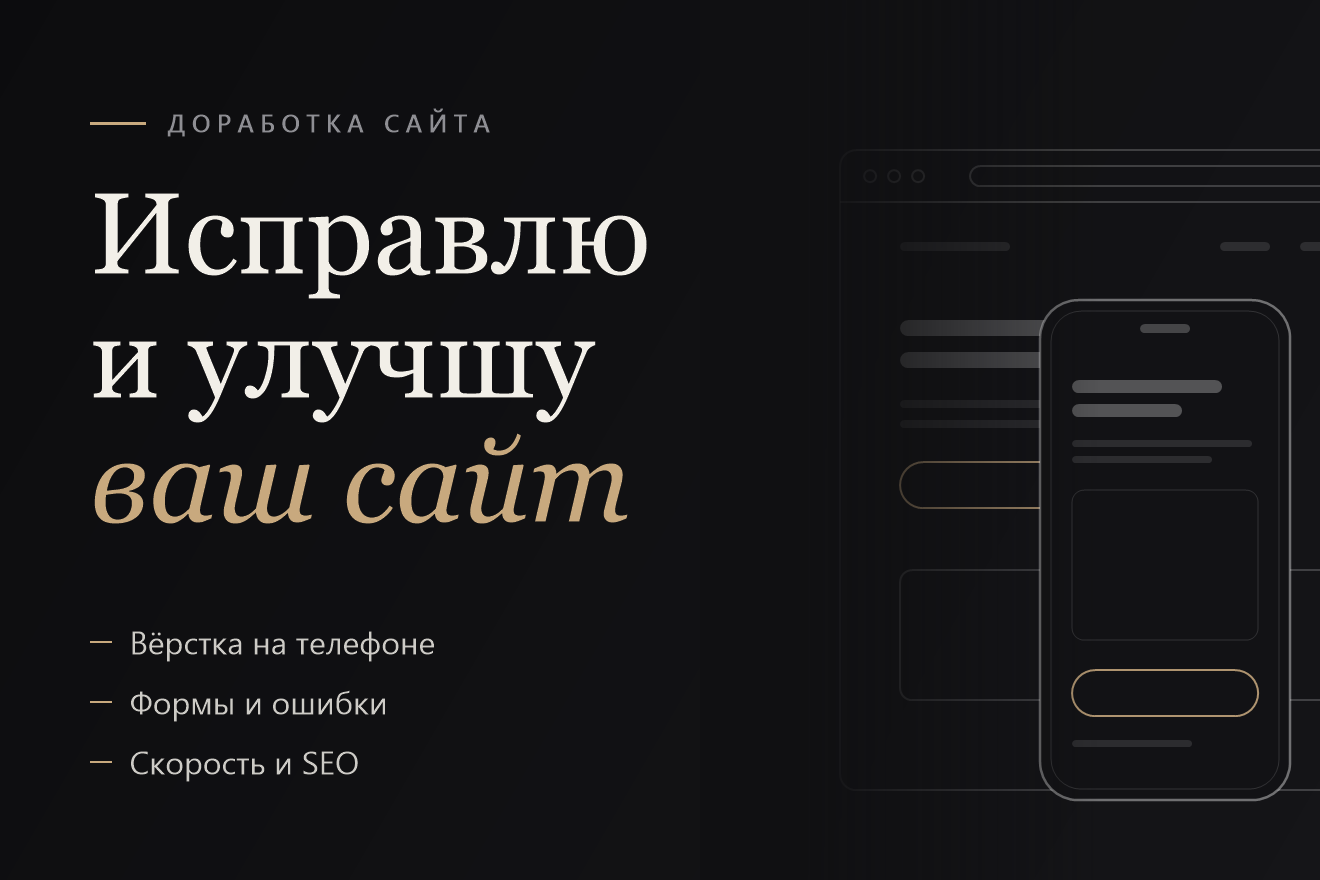 ДОРАБОТКА САЙТА
Исправлю
и улучшу
ваш сайт
Вёрстка на телефоне
Формы и ошибки
Скорость и SEO